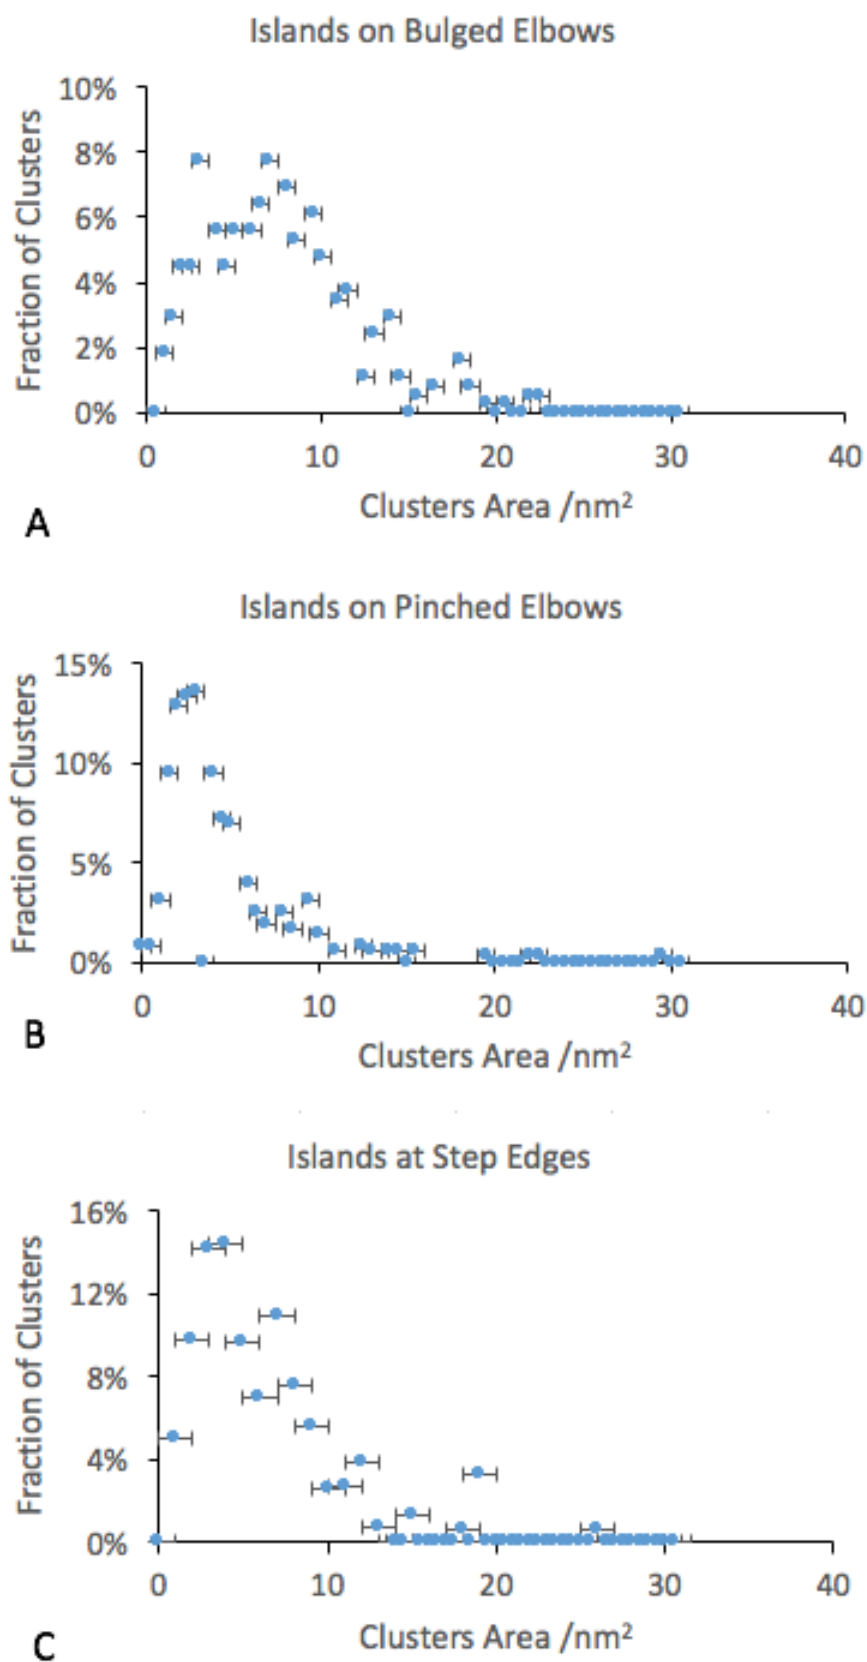 Islands on Bulged Elbows
10%
8%
6%
4%
2%
0%
Fraction of Clusters
0 10 20 30 40
Clusters Area /nm²
A
Islands on Pinched Elbows
15%
10%
5%
0%
Fraction of Clusters
0 10 20 30 40
Clusters Area /nm²
B
Islands at Step Edges
16%
12%
8%
4%
0%
Fraction of Clusters
0 10 20 30 40
Clusters Area /nm²
C